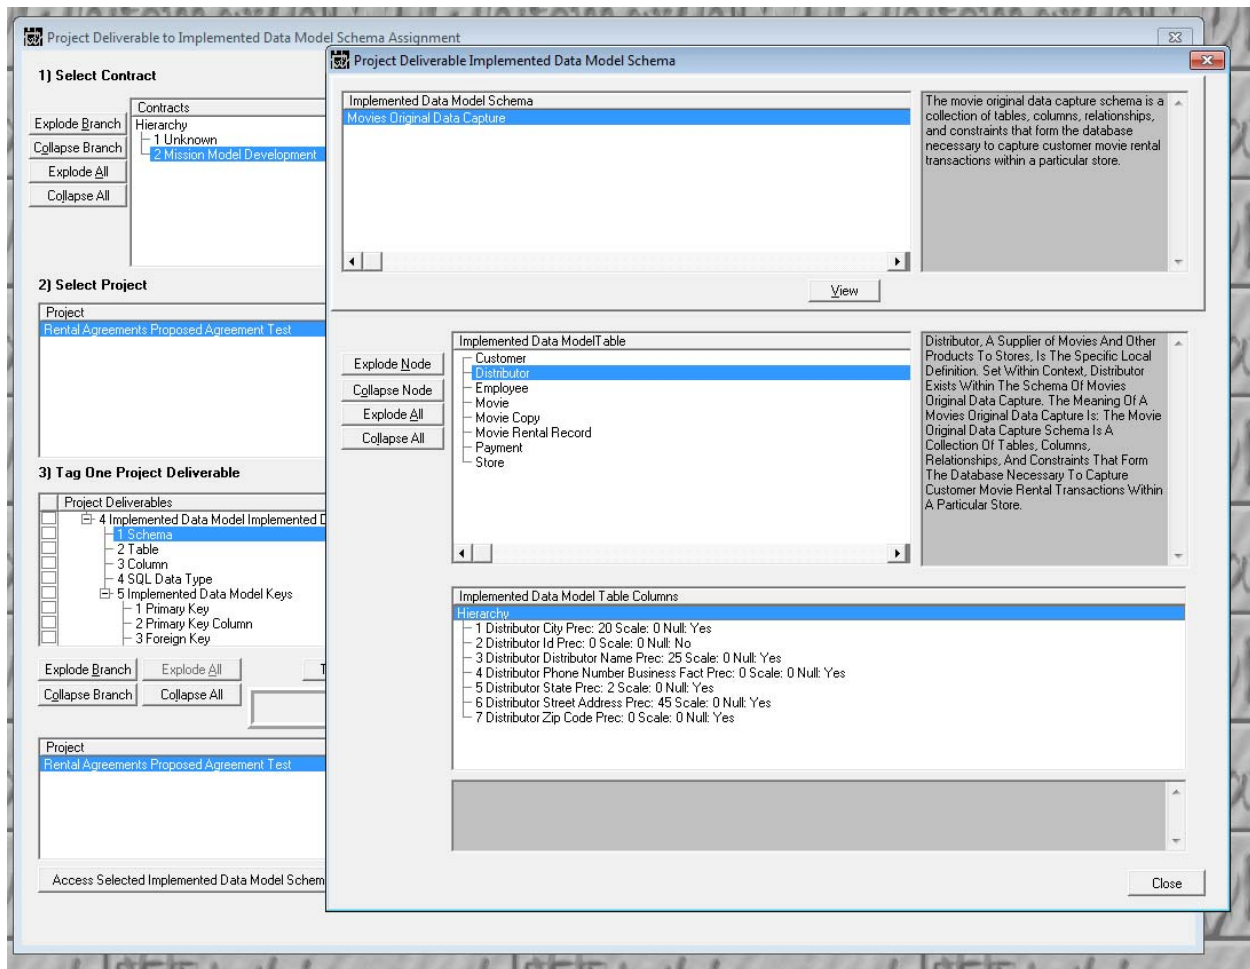 Project Deliverable to Implemented Data Model Schema Assignment
1) Select Contract
Explode Branch
Collapse Branch
Explode All
Collapse All
Contracts
Hierarchy
1 Unknown
2 Mission Model Development
2) Select Project
Project
Rental Agreements Proposed Agreement Test
3) Tag One Project Deliverable
Project Deliverables
4 Implemented Data Model Implemented D
1 Schema
2 Table
3 Column
4 SQL Data Type
5 Implemented Data Model Keys
1 Primary Key
2 Primary Key Column
3 Foreign Key
Explode Branch
Explode All
T
Collapse Branch
Collapse All
Project
Rental Agreements Proposed Agreement Test
Access Selected Implemented Data Model Schem
Project Deliverable Implemented Data Model Schema
Implemented Data Model Schema
Movies Original Data Capture
The movie original data capture schema is a
collection of tables, columns, relationships,
and constraints that form the database
necessary to capture customer movie rental
transactions within a particular store.
View
Explode Node
Collapse Node
Explode All
Collapse All
Implemented Data ModelTable
Customer
Distributor
Employee
Movie
Movie Copy
Movie Rental Record
Payment
Store
Distributor, A Supplier of Movies And Other
Products To Stores, Is The Specific Local
Definition. Set Within Context, Distributor
Exists Within The Schema Of Movies
Original Data Capture. The Meaning Of A
Movies Original Data Capture Is: The Movie
Original Data Capture Schema Is A
Collection Of Tables, Columns,
Relationships, And Constraints That Form
The Database Necessary To Capture
Customer Movie Rental Transactions Within
A Particular Store.
Implemented Data Model Table Columns
Hierarchy
1 Distributor City Prec: 20 Scale: 0 Null: Yes
2 Distributor Id Prec: 0 Scale: 0 Null: No
3 Distributor Distributor Name Prec: 25 Scale: 0 Null: Yes
4 Distributor Phone Number Business Fact Prec: 0 Scale: 0 Null: Yes
5 Distributor State Prec: 2 Scale: 0 Null: Yes
6 Distributor Street Address Prec: 45 Scale: 0 Null: Yes
7 Distributor Zip Code Prec: 0 Scale: 0 Null: Yes
Close